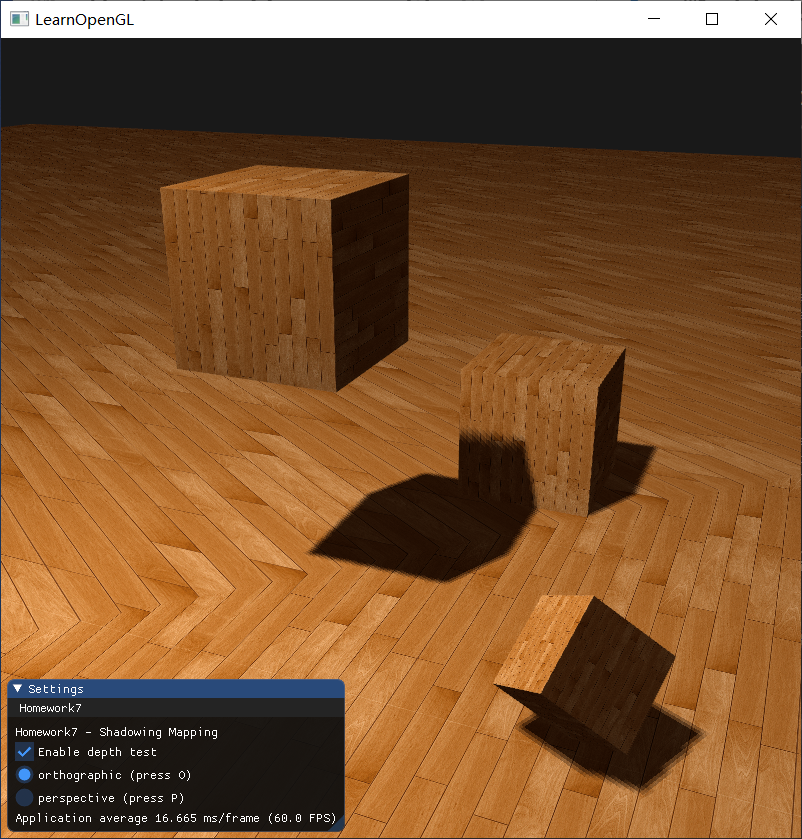 LearnOpenGL
Settings
Homework7
Homework7 - Shadowing Mapping
Enable depth test
orthographic (press O)
perspective (press P)
Application average 16.665 ms/frame (60.0 FPS)